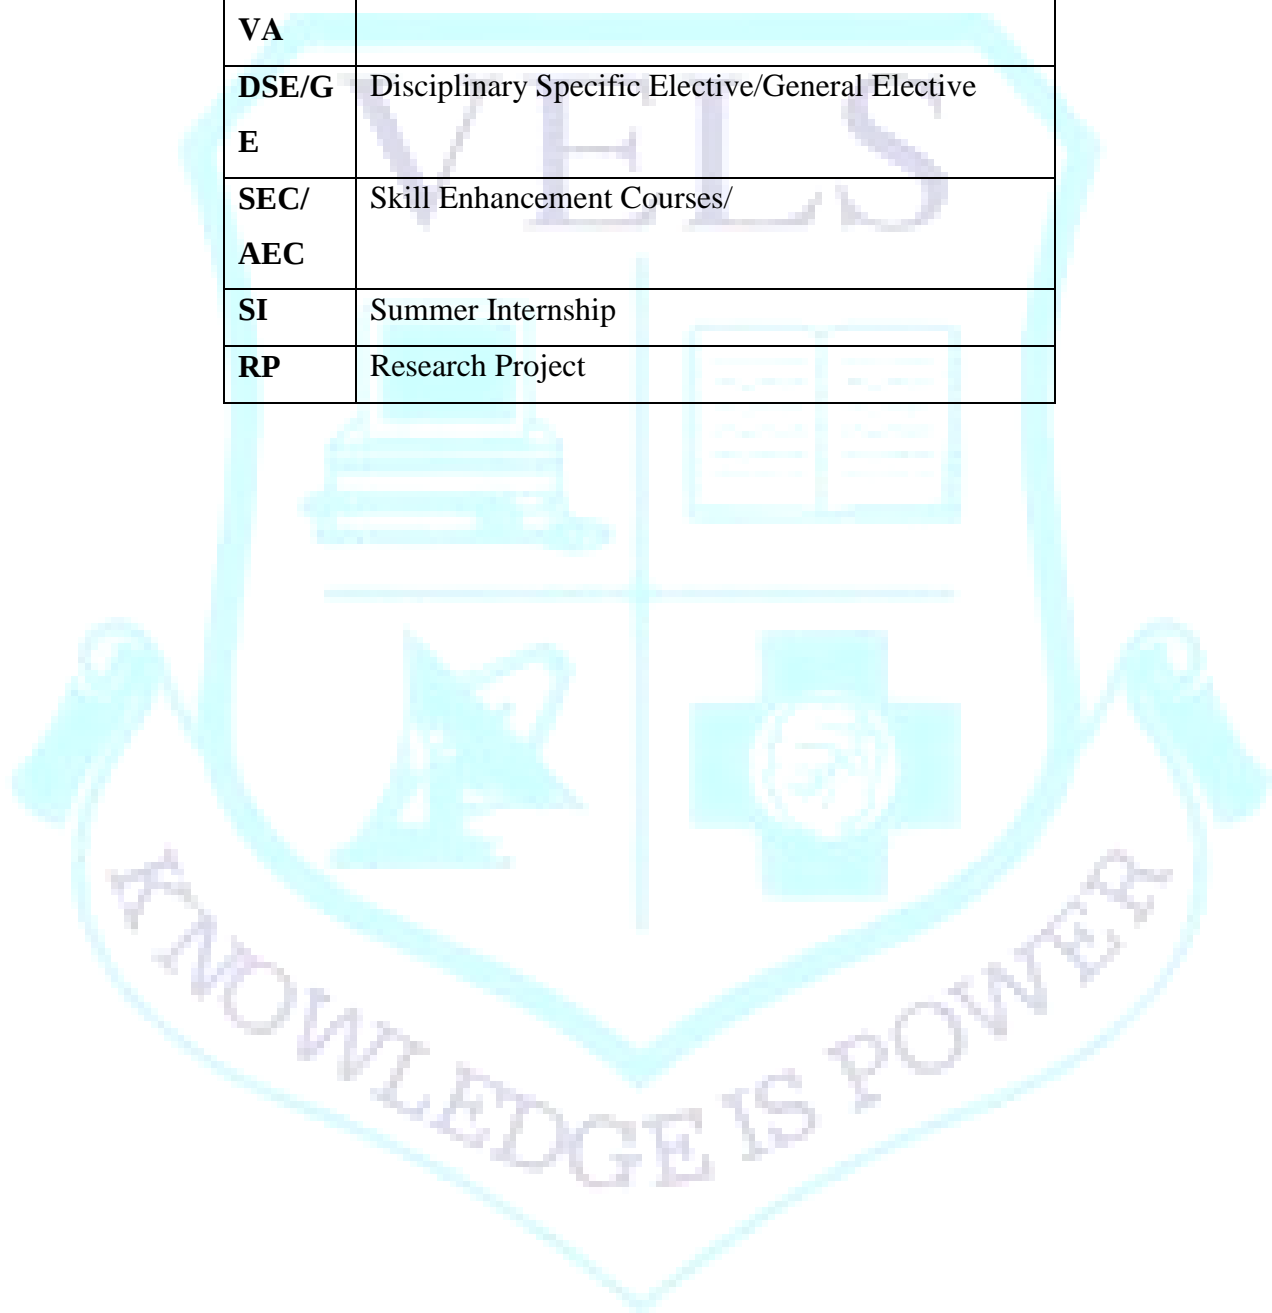 VA
DSE/G Disciplinary Specific Elective/General Elective
E
SEC/ Skill Enhancement Courses/
AEC
SI Summer Internship
RP Research Project
VELS
KNOWLEDGE IS POWER